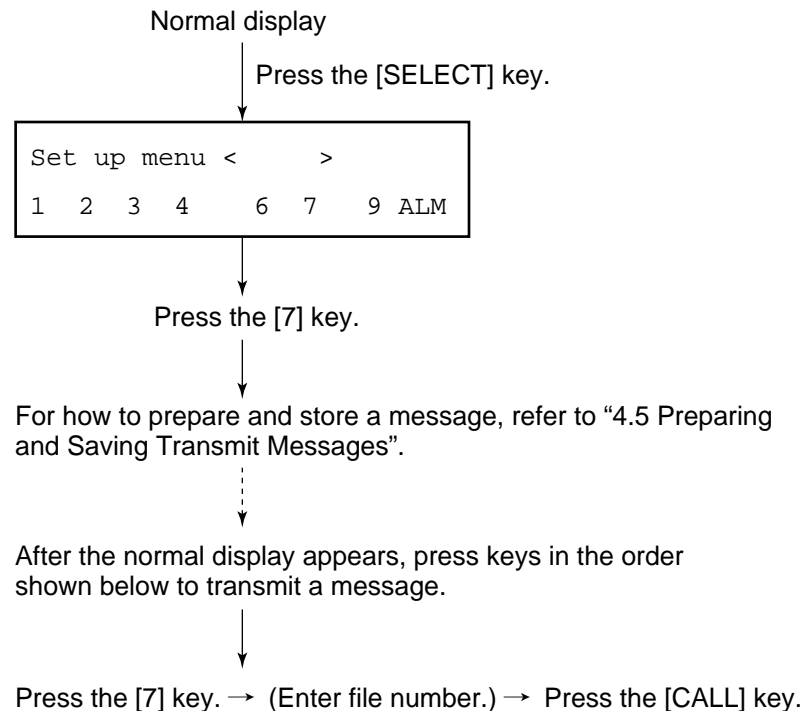 Normal display
Press the [SELECT] key.
Set up menu <     >
1  2  3  4    6  7   9 ALM
Press the [7] key.
For how to prepare and store a message, refer to “4.5 Preparing
and Saving Transmit Messages”.
After the normal display appears, press keys in the order
shown below to transmit a message.
Press the [7] key. → (Enter file number.) → Press the [CALL] key.